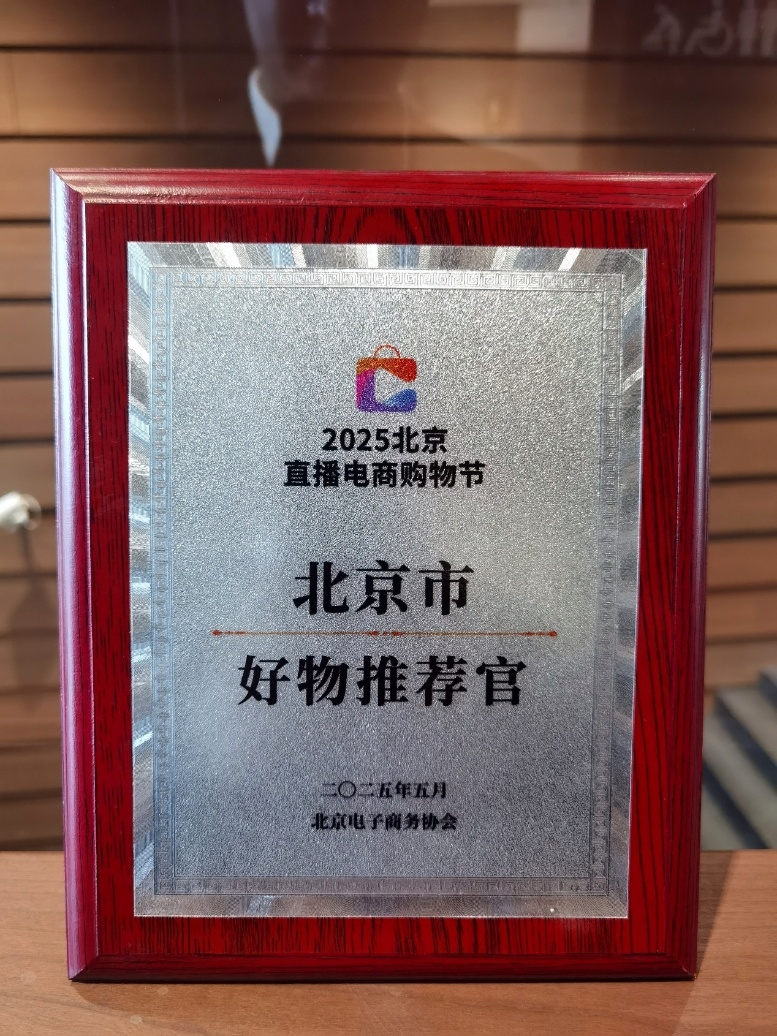 2025北京
直播电商购物节
北京市
好物推荐官
二〇二五年五月
北京电子商务协会